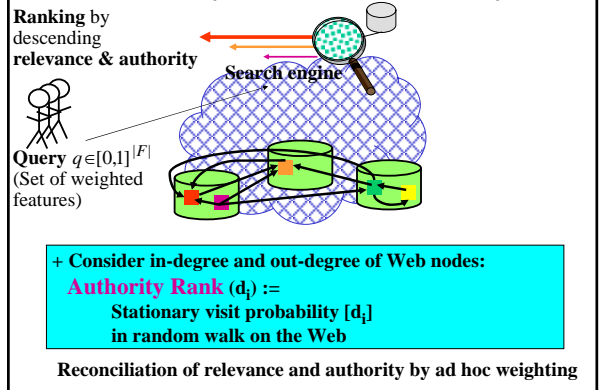 Ranking by
descending
relevance & authority
Search engine
Query q∈[0,1]^|F|
(Set of weighted
features)
+ Consider in-degree and out-degree of Web nodes:
Authority Rank (d_i) :=
Stationary visit probability [d_i]
in random walk on the Web
Reconciliation of relevance and authority by ad hoc weighting